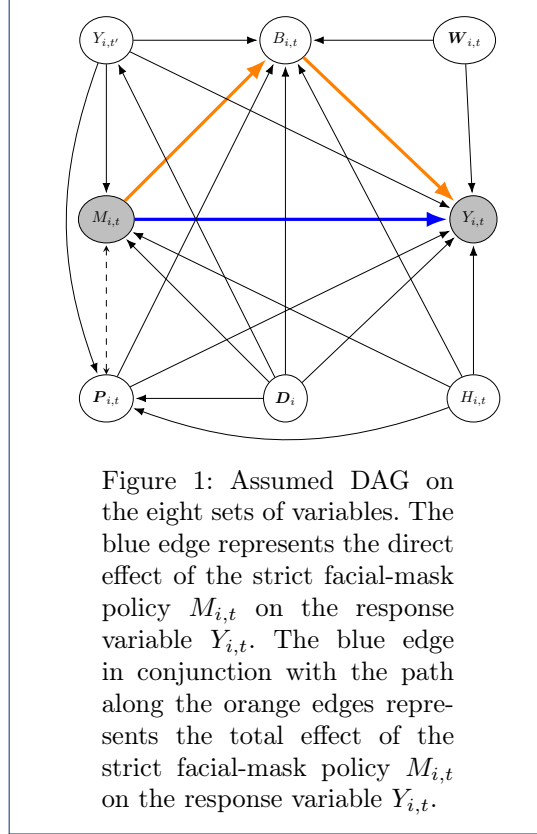 Y_{i,t′} B_{i,t} W_{i,t}
M_{i,t} Y_{i,t}
P_{i,t} D_i H_{i,t}
Figure 1: Assumed DAG on
the eight sets of variables. The
blue edge represents the direct
effect of the strict facial-mask
policy M_{i,t} on the response
variable Y_{i,t}. The blue edge
in conjunction with the path
along the orange edges repre-
sents the total effect of the
strict facial-mask policy M_{i,t}
on the response variable Y_{i,t}.